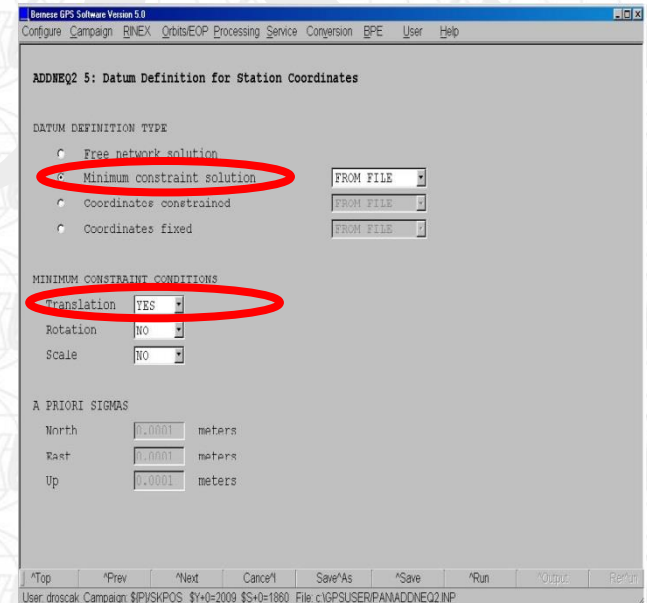 Bernese GPS Software Version 5.0
Configure Campaign RINEX Orbits/EOP Processing Service Conversion BPE User Help
ADDNEQ2 5: Datum Definition for Station Coordinates
DATUM DEFINITION TYPE
Free network solution
Minimum constraint solution FROM FILE
Coordinates constrained FROM FILE
Coordinates fixed FROM FILE
MINIMUM CONSTRAINT CONDITIONS
Translation YES
Rotation NO
Scale NO
A PRIORI SIGMAS
North 0.0001 meters
East 0.0001 meters
Up 0.0001 meters
^Top ^Prev ^Next Cance^l Save^As ^Save ^Run ^Output Rer^un
User: droscak Campaign: ${P}/SKPOS $Y+0=2009 $S+0=1860 File: c:\GPSUSER/PAN\ADDNEQ2.INP